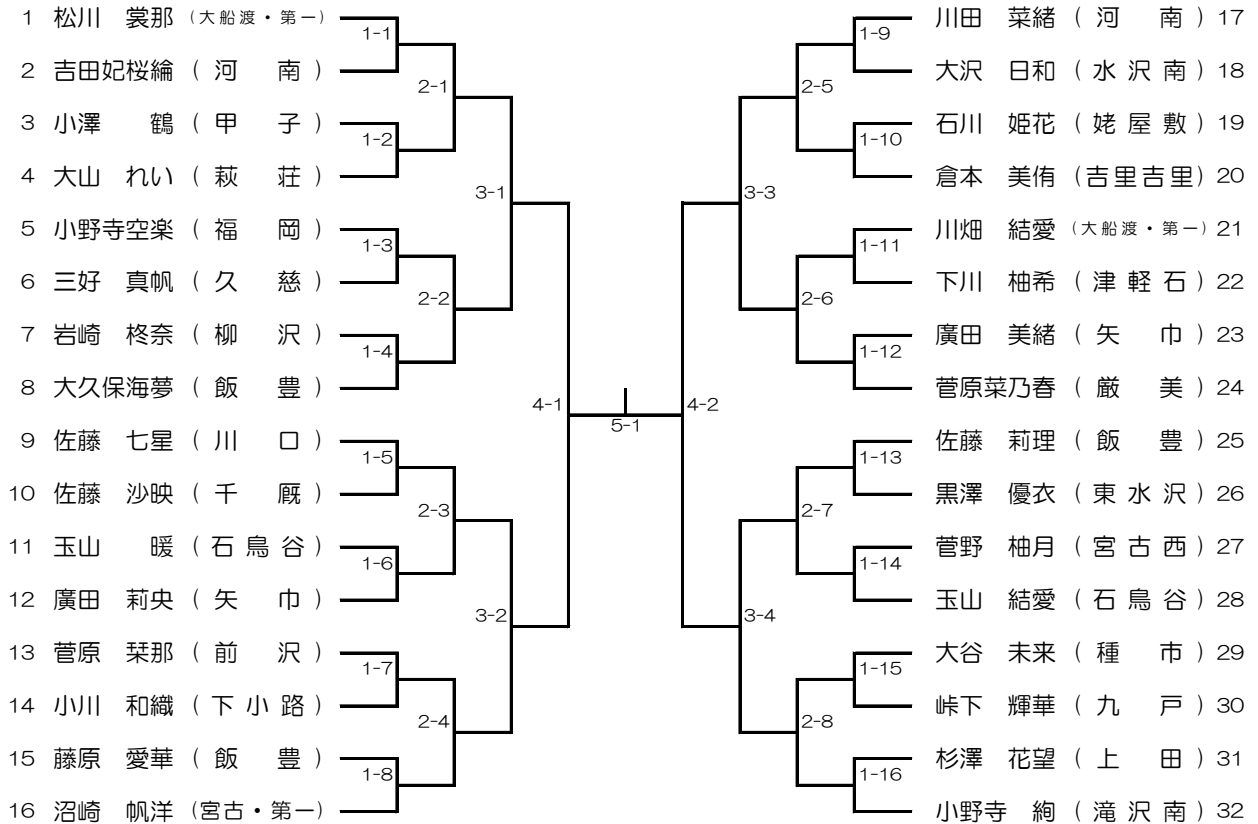 1 松川 裳那 (大船渡・第一)
2 吉田妃桜綸 (河 南)
3 小澤 鶴 (甲 子)
4 大山 れい (萩 荘)
5 小野寺空楽 (福 岡)
6 三好 真帆 (久 慈)
7 岩崎 柊奈 (柳 沢)
8 大久保海夢 (飯 豊)
9 佐藤 七星 (川 口)
10 佐藤 沙映 (千 厩)
11 玉山 暖 (石鳥谷)
12 廣田 莉央 (矢 巾)
13 菅原 栞那 (前 沢)
14 小川 和織 (下小路)
15 藤原 愛華 (飯 豊)
16 沼崎 帆洋 (宮古・第一)
1-1
1-2
1-3
1-4
1-5
1-6
1-7
1-8
2-1
2-2
2-3
2-4
3-1
3-2
4-1
5-1
4-2
3-3
3-4
2-5
2-6
2-7
2-8
1-9
1-10
1-11
1-12
1-13
1-14
1-15
1-16
川田 菜緒 (河 南) 17
大沢 日和 (水沢南) 18
石川 姫花 (姥屋敷) 19
倉本 美侑 (吉里吉里) 20
川畑 結愛 (大船渡・第一) 21
下川 柚希 (津軽石) 22
廣田 美緒 (矢 巾) 23
菅原菜乃春 (厳 美) 24
佐藤 莉理 (飯 豊) 25
黒澤 優衣 (東水沢) 26
菅野 柚月 (宮古西) 27
玉山 結愛 (石鳥谷) 28
大谷 未来 (種 市) 29
峠下 輝華 (九 戸) 30
杉澤 花望 (上 田) 31
小野寺 絢 (滝沢南) 32